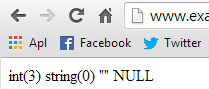 www.exa
Apl Facebook Twitter
int(3) string(0) "" NULL